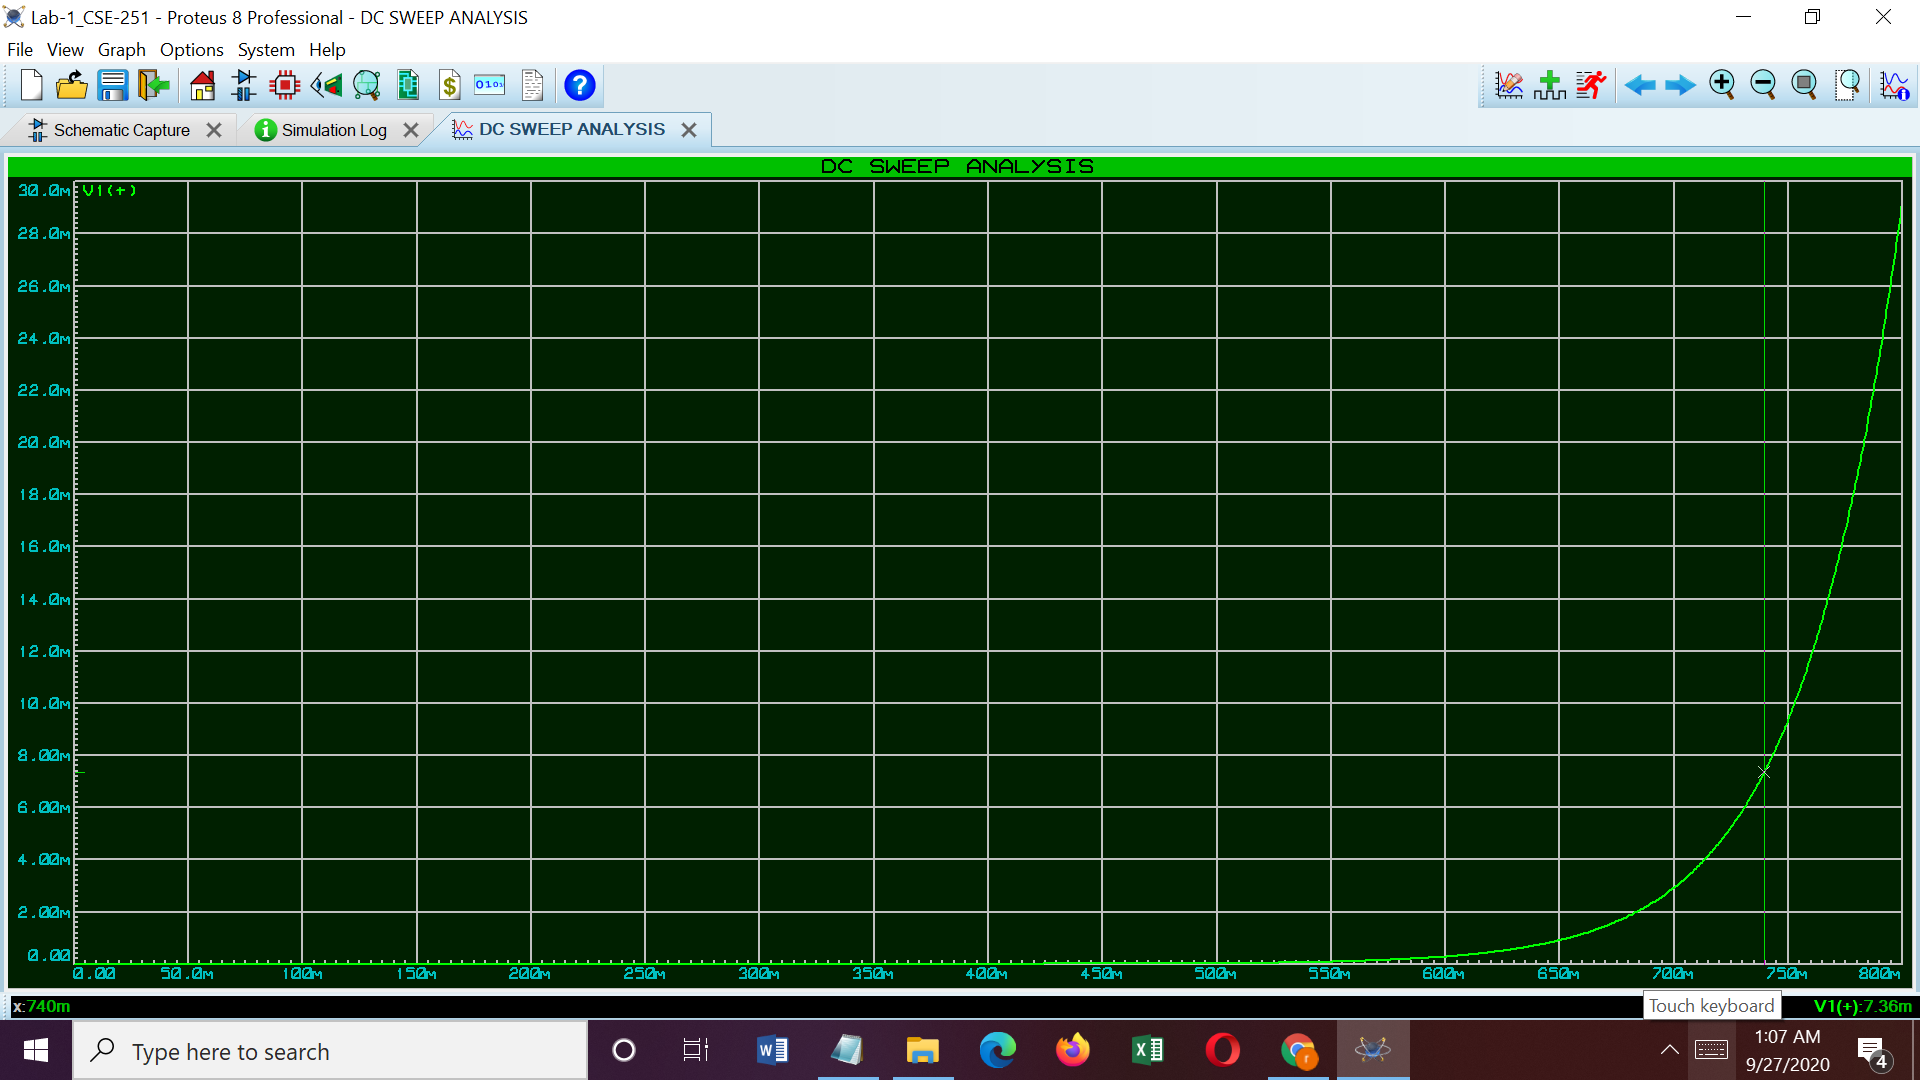 Lab-1_CSE-251 - Proteus 8 Professional - DC SWEEP ANALYSIS
File View Graph Options System Help
$ 0101 ?
Schematic Capture Simulation Log DC SWEEP ANALYSIS
DC SWEEP ANALYSIS
V1(+)
30.0m
28.0m
26.0m
24.0m
22.0m
20.0m
18.0m
16.0m
14.0m
12.0m
10.0m
8.00m
6.00m
4.00m
2.00m
0.00
0.00 50.0m 100m 150m 200m 250m 300m 350m 400m 450m 500m 550m 600m 650m 700m 750m 800m
x:740m V1(+):7.36m
Touch keyboard
Type here to search
1:07 AM
9/27/2020
4